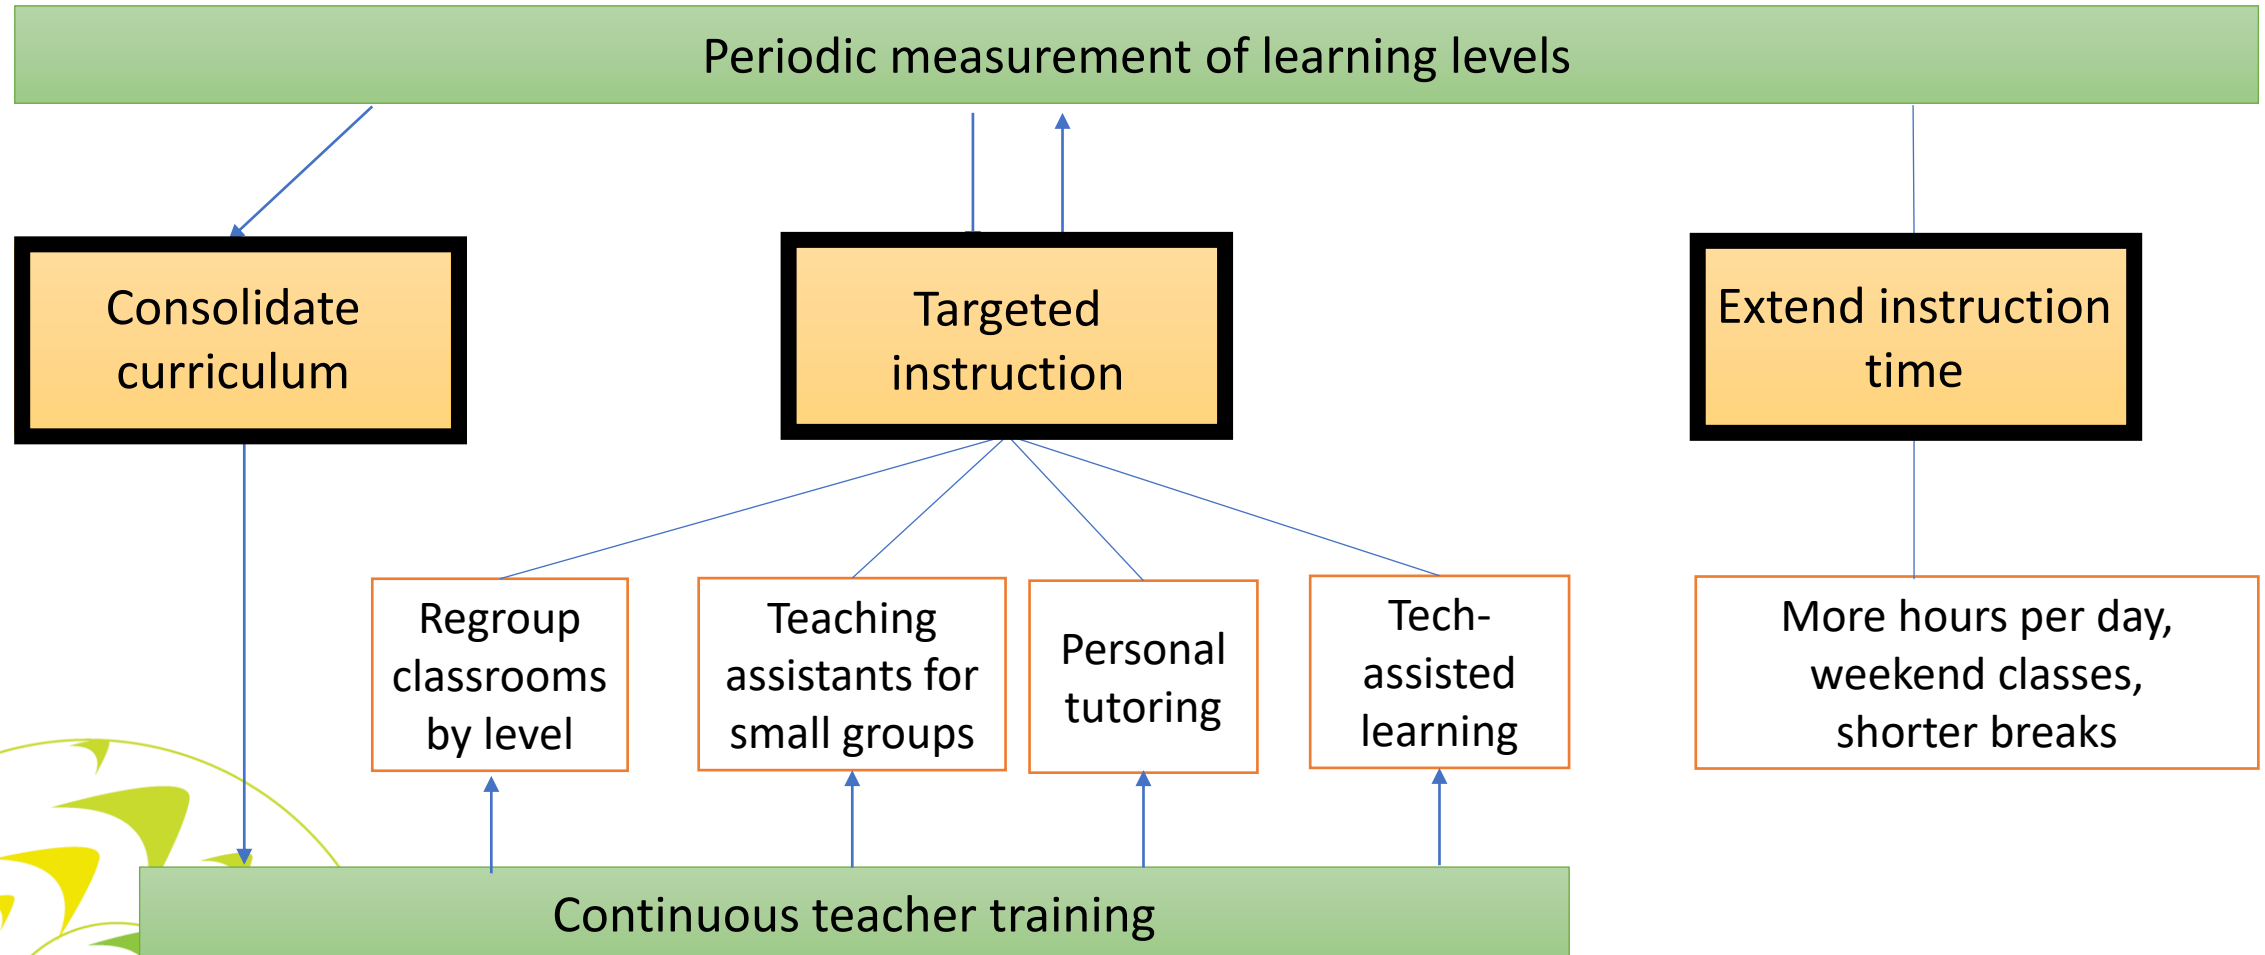 Periodic measurement of learning levels
Consolidate
curriculum
Targeted
instruction
Extend instruction
time
Regroup
classrooms
by level
Teaching
assistants for
small groups
Personal
tutoring
Tech-
assisted
learning
More hours per day,
weekend classes,
shorter breaks
Continuous teacher training